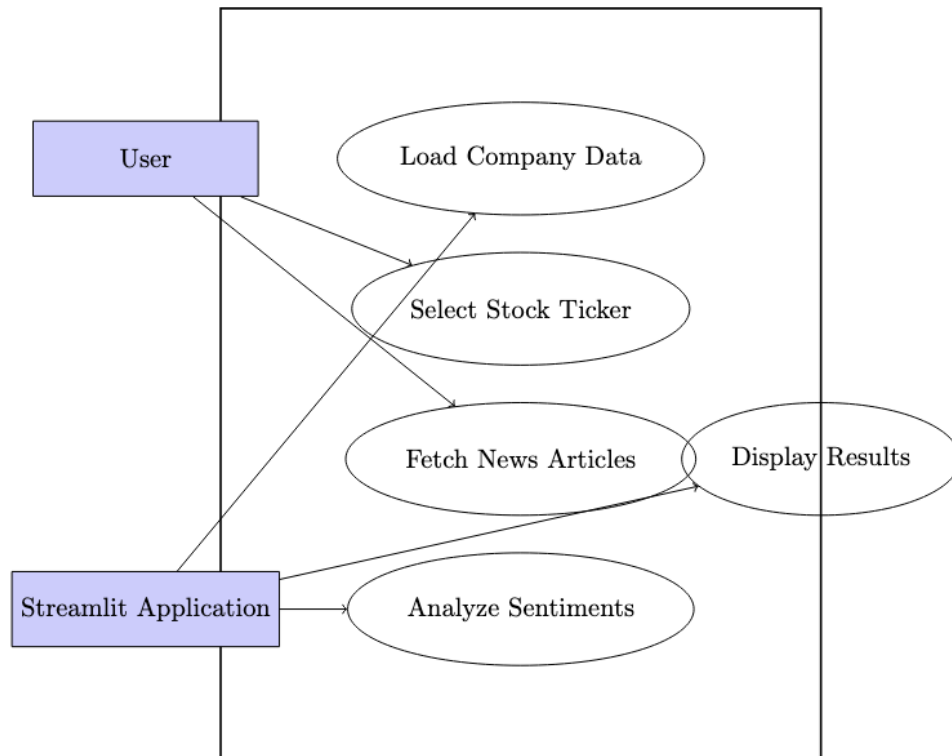 User
Load Company Data
Select Stock Ticker
Fetch News Articles
Display Results
Streamlit Application
Analyze Sentiments